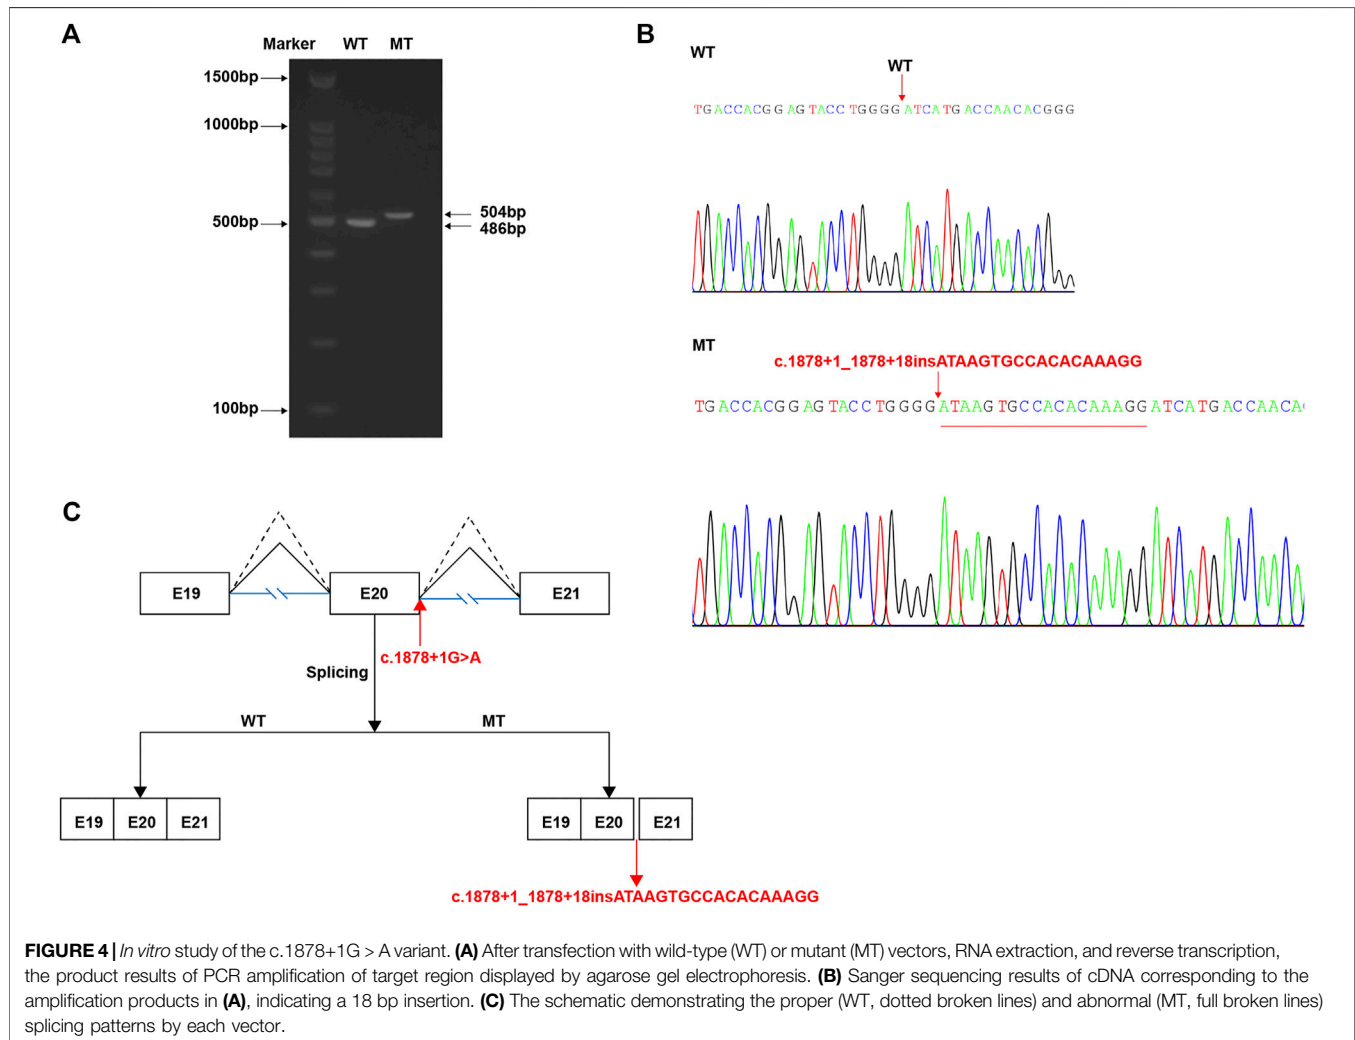 A
Marker WT MT
1500bp
1000bp
500bp
100bp
504bp
486bp
B
WT
WT
TGACCACGGAGTACCTGGGGATCATGACCAACACGGG
MT
c.1878+1_1878+18insATAAGTGCCACACAAAGG
TGACCACGGAGTACCTGGGGATAAGTGCCACACAAAGGATCATGACCAACA
C
E19 E20 E21
c.1878+1G>A
Splicing
WT MT
E19 E20 E21
E19 E20 E21
c.1878+1_1878+18insATAAGTGCCACACAAAGG
FIGURE 4 | In vitro study of the c.1878+1G > A variant. (A) After transfection with wild-type (WT) or mutant (MT) vectors, RNA extraction, and reverse transcription,
the product results of PCR amplification of target region displayed by agarose gel electrophoresis. (B) Sanger sequencing results of cDNA corresponding to the
amplification products in (A), indicating a 18 bp insertion. (C) The schematic demonstrating the proper (WT, dotted broken lines) and abnormal (MT, full broken lines)
splicing patterns by each vector.